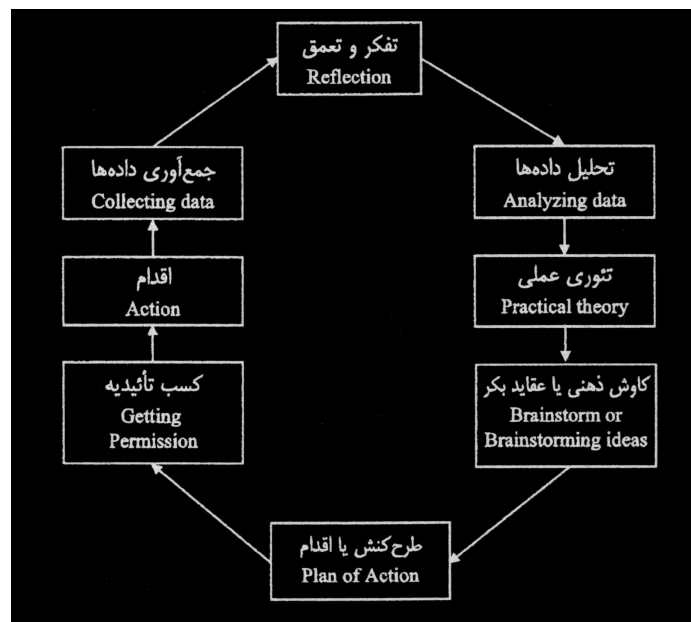 تفکر و تعمق
Reflection
تحلیل داده‌ها
Analyzing data
تئوری عملی
Practical theory
کاوش ذهنی یا عقاید بکر
Brainstorm or
Brainstorming ideas
طرح‌کنش یا اقدام
Plan of Action
کسب تأئیدیه
Getting
Permission
اقدام
Action
جمع‌آوری داده‌ها
Collecting data